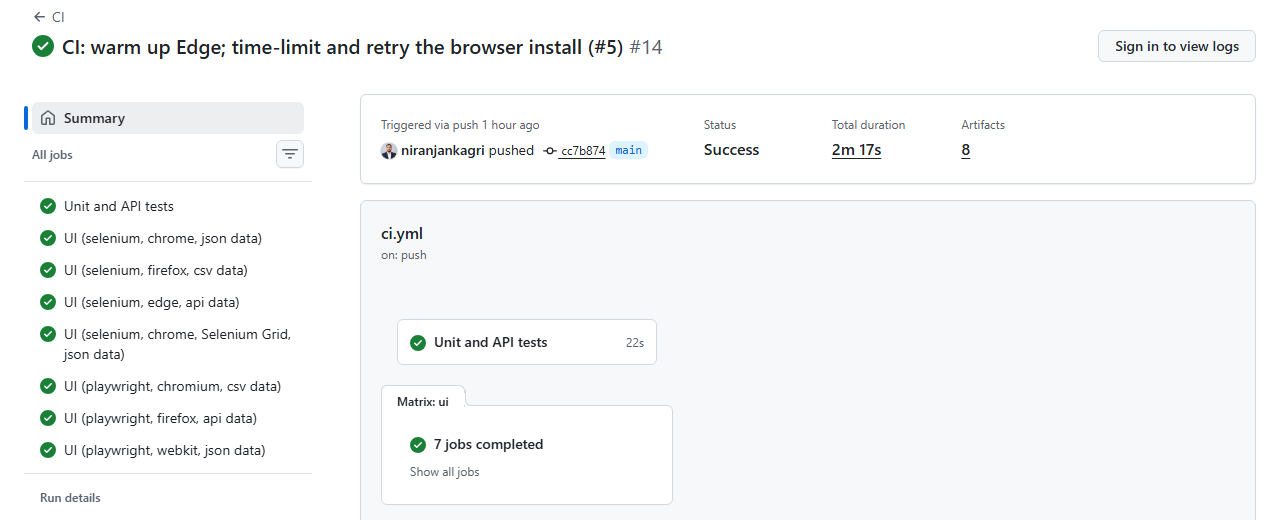 ← CI
CI: warm up Edge; time-limit and retry the browser install (#5) #14
Sign in to view logs
Summary
All jobs
Unit and API tests
UI (selenium, chrome, json data)
UI (selenium, firefox, csv data)
UI (selenium, edge, api data)
UI (selenium, chrome, Selenium Grid,
json data)
UI (playwright, chromium, csv data)
UI (playwright, firefox, api data)
UI (playwright, webkit, json data)
Run details
Triggered via push 1 hour ago
niranjankagri pushed cc7b874 main
Status
Success
Total duration
2m 17s
Artifacts
8
ci.yml
on: push
Unit and API tests 22s
Matrix: ui
7 jobs completed
Show all jobs